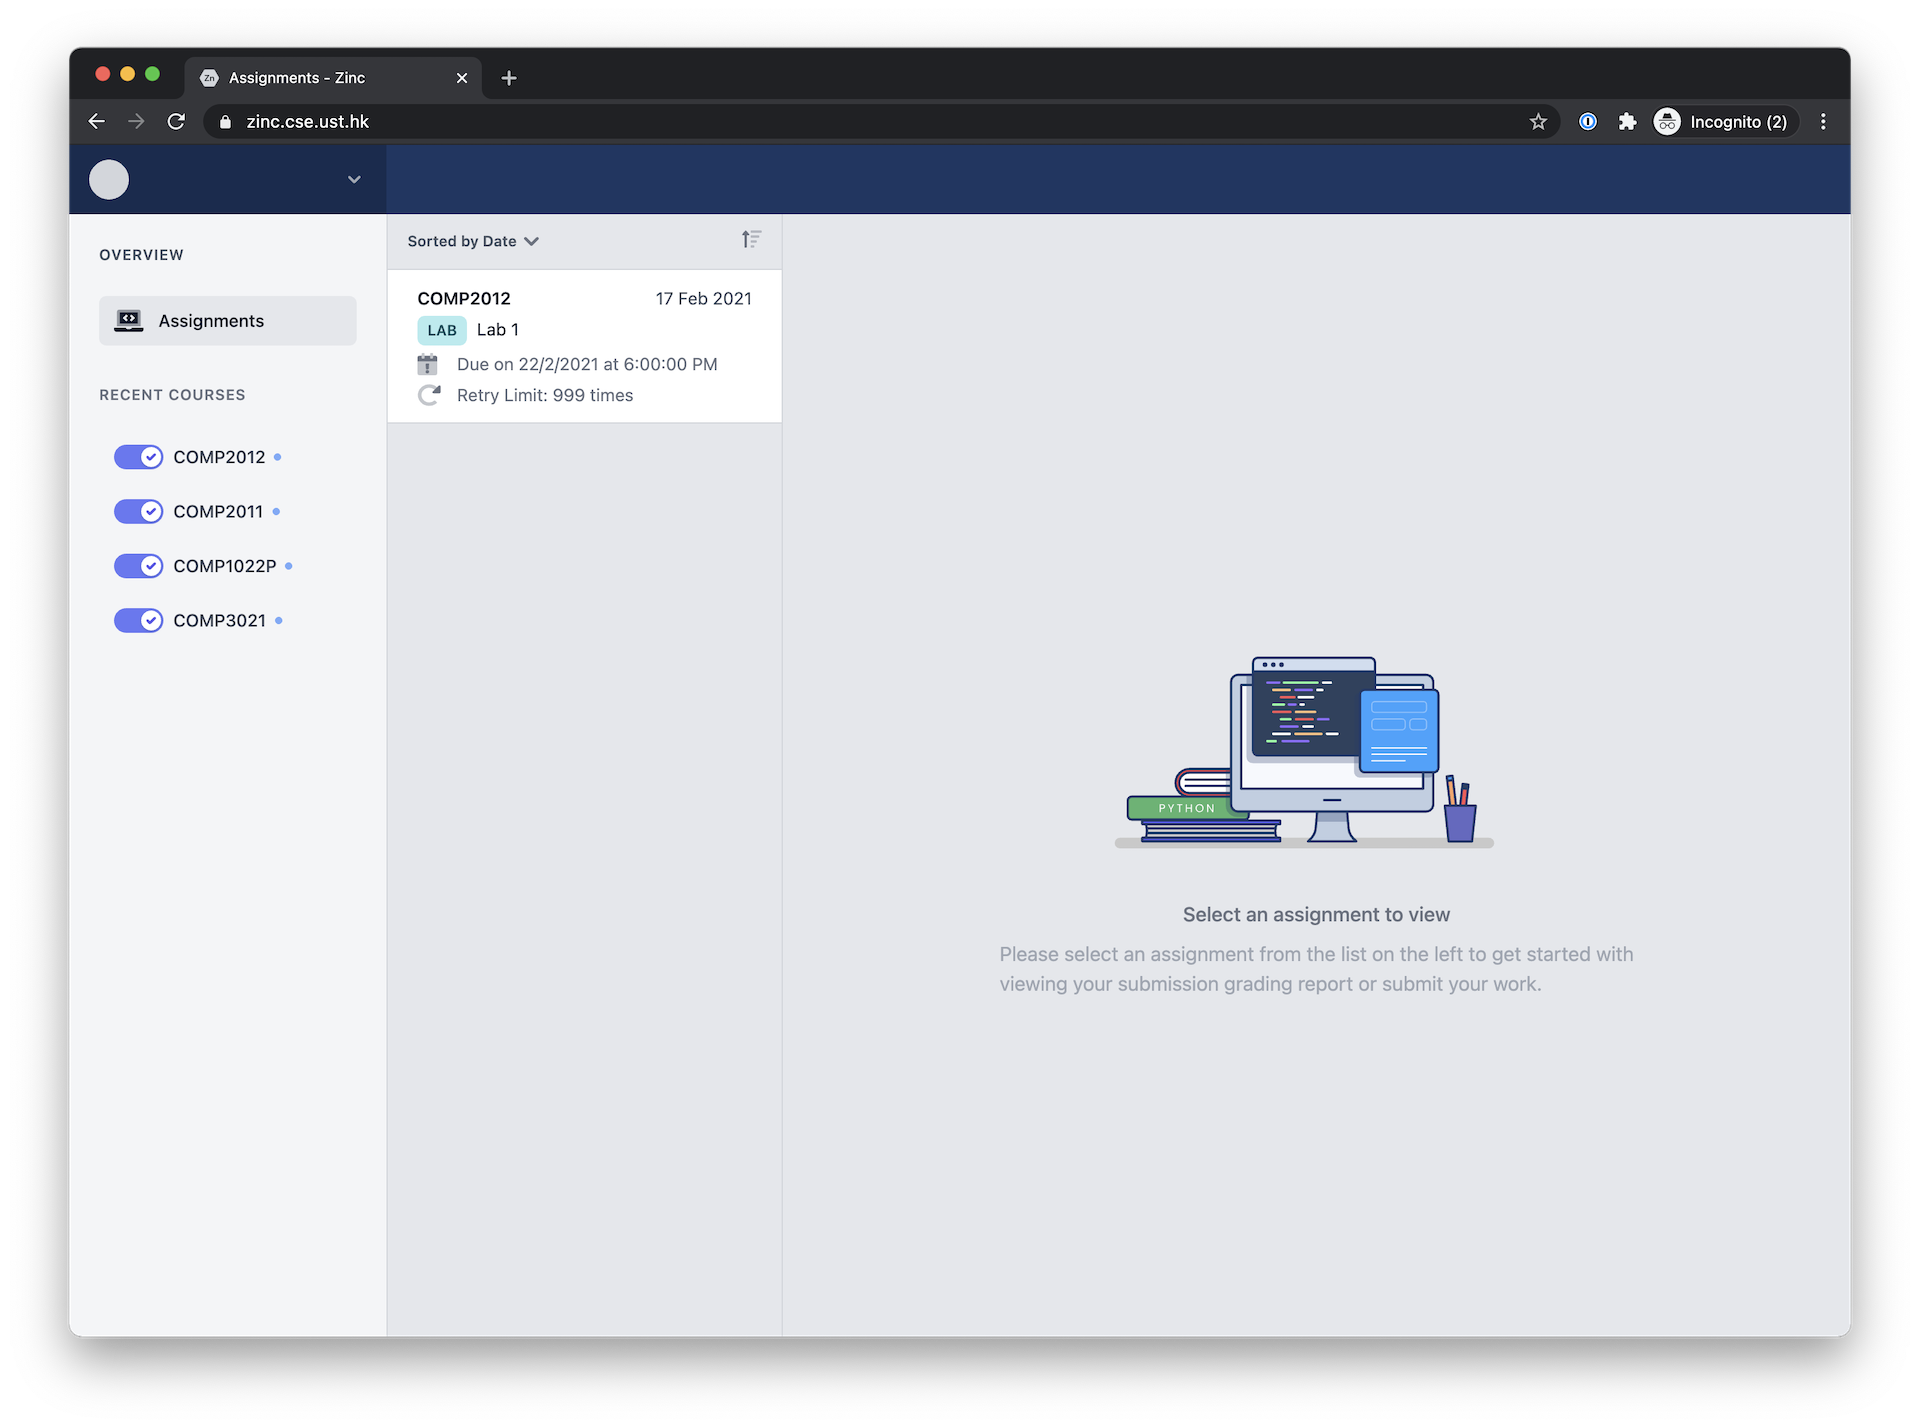 Zn Assignments - Zinc
zinc.cse.ust.hk
Incognito (2)
OVERVIEW
Assignments
RECENT COURSES
COMP2012
COMP2011
COMP1022P
COMP3021
Sorted by Date
COMP2012 17 Feb 2021
LAB Lab 1
Due on 22/2/2021 at 6:00:00 PM
Retry Limit: 999 times
PYTHON
Select an assignment to view
Please select an assignment from the list on the left to get started with
viewing your submission grading report or submit your work.